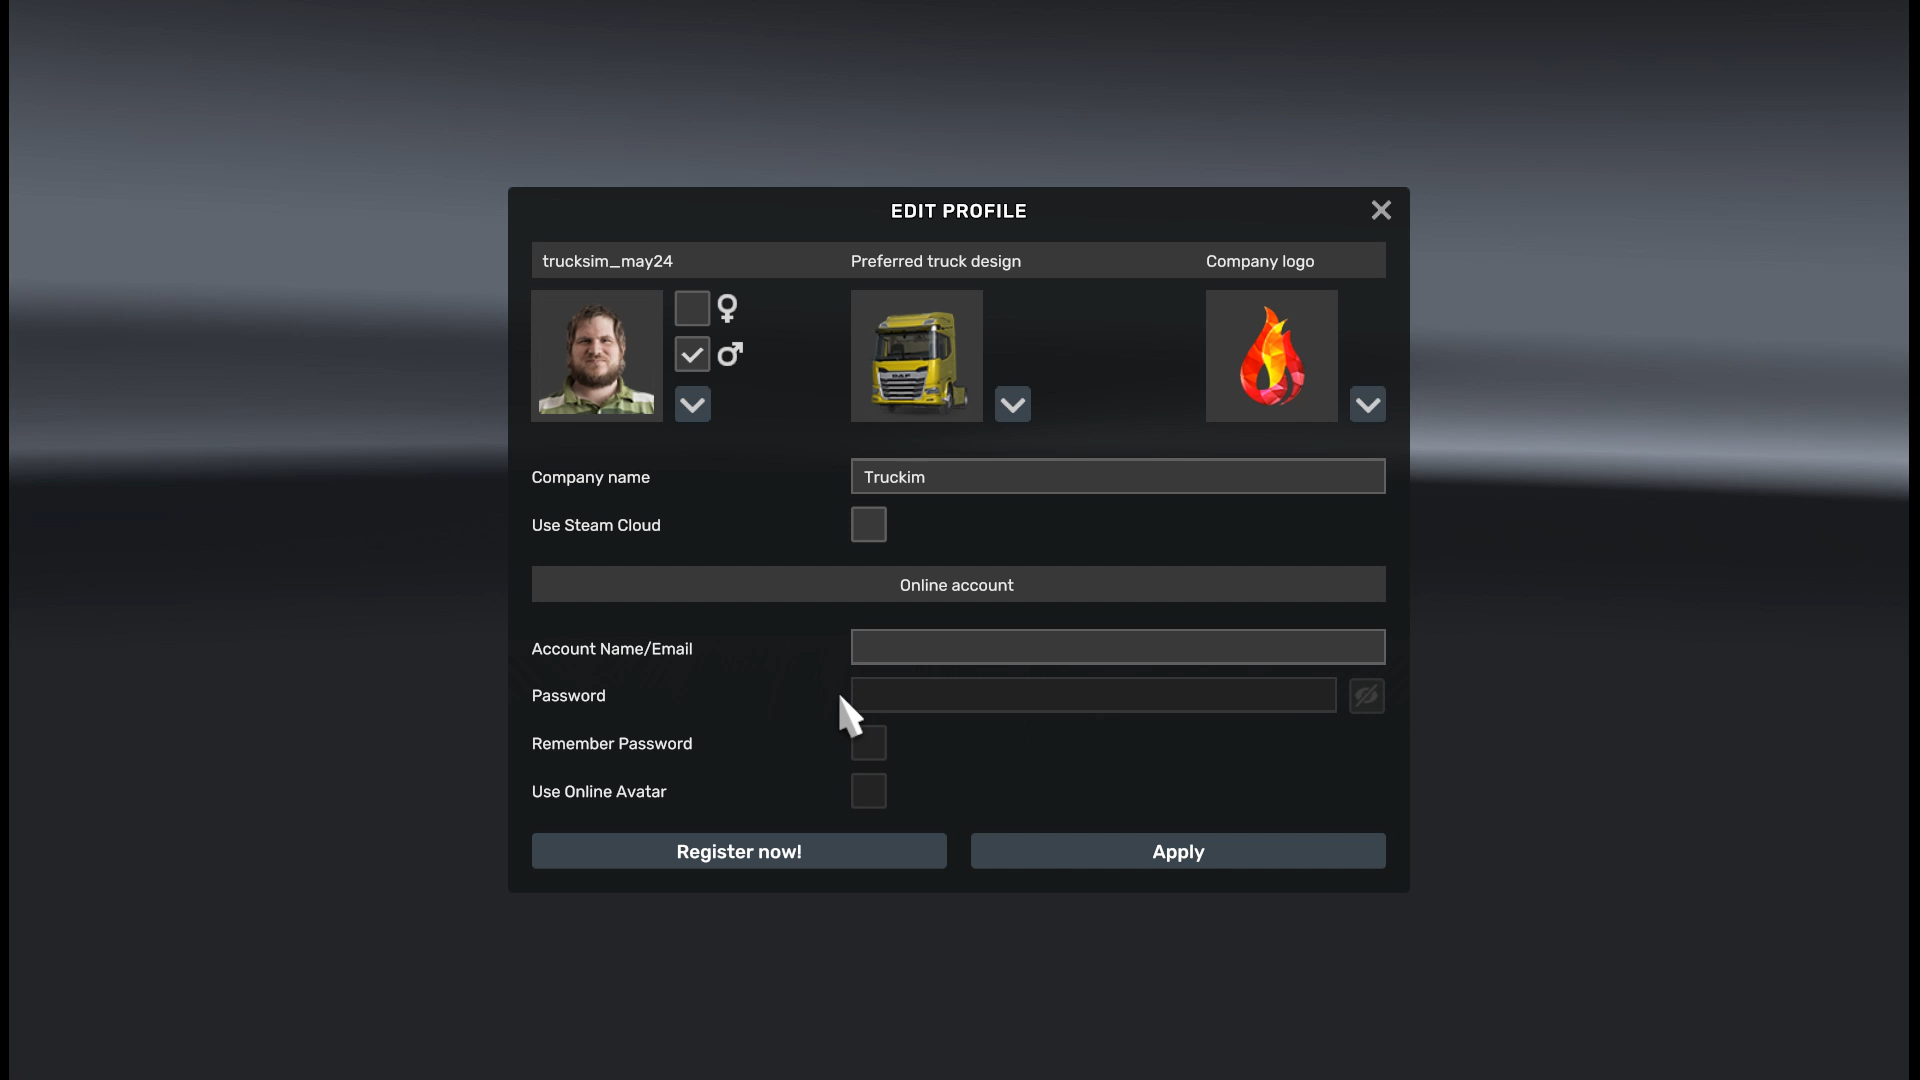 EDIT PROFILE
trucksim_may24 Preferred truck design Company logo
DAF
Company name Truckim
Use Steam Cloud
Online account
Account Name/Email
Password
Remember Password
Use Online Avatar
Register now! Apply